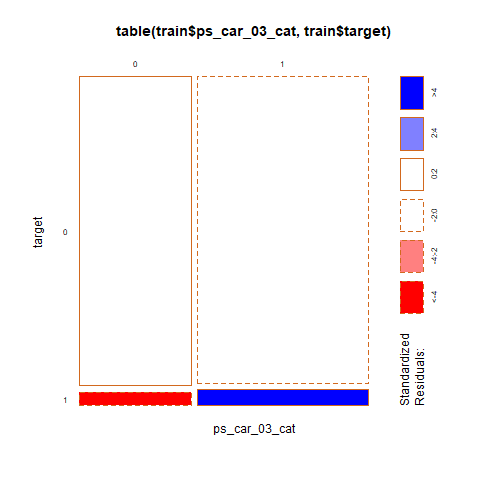 table(train$ps_car_03_cat, train$target)
0
1
target
0
1
ps_car_03_cat
>4
2:4
0:2
-2:0
-4:-2
<-4
Standardized
Residuals: